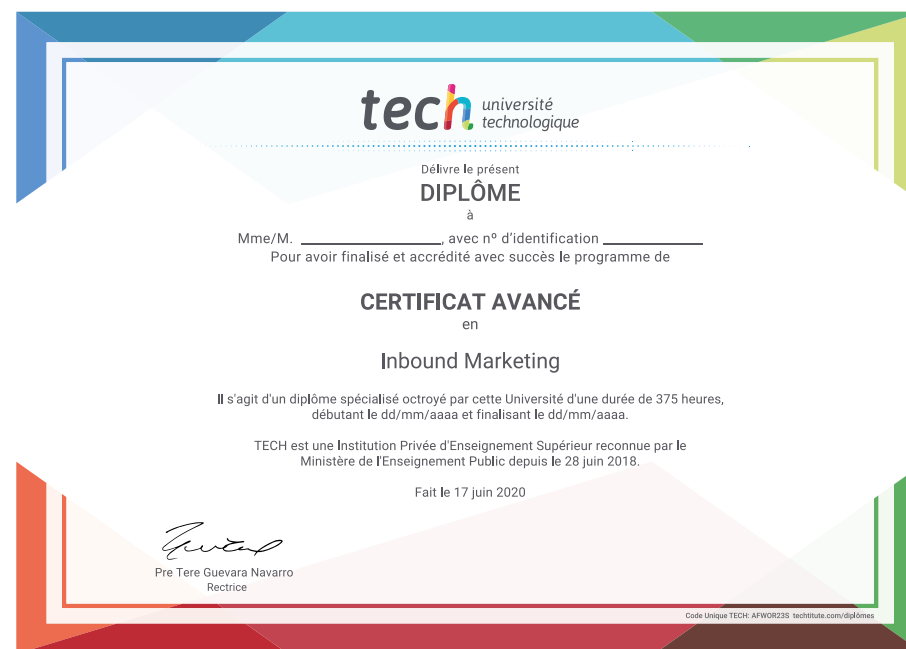 tech université
technologique
Délivre le présent
DIPLÔME
à
Mme/M. ____________________, avec nº d'identification ______________
Pour avoir finalisé et accrédité avec succès le programme de
CERTIFICAT AVANCÉ
en
Inbound Marketing
Il s'agit d'un diplôme spécialisé octroyé par cette Université d'une durée de 375 heures,
débutant le dd/mm/aaaa et finalisant le dd/mm/aaaa.
TECH est une Institution Privée d'Enseignement Supérieur reconnue par le
Ministère de l'Enseignement Public depuis le 28 juin 2018.
Fait le 17 juin 2020
Pre Tere Guevara Navarro
Rectrice
Code Unique TECH: AFWOR23S techtitute.com/diplômes